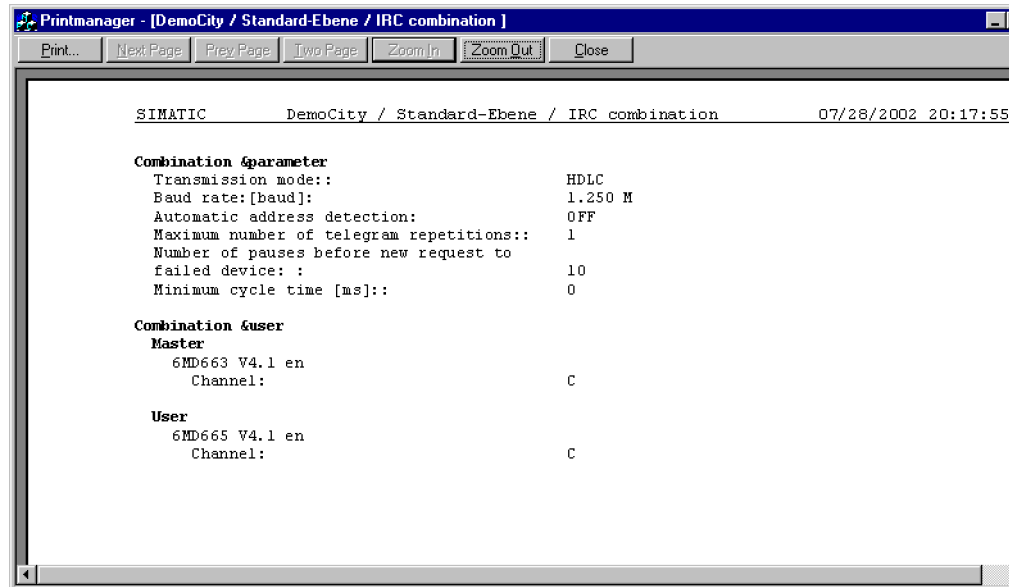 Printmanager - [DemoCity / Standard-Ebene / IRC combination ]
Print... Next Page Prev Page Two Page Zoom In Zoom Out Close
SIMATIC DemoCity / Standard-Ebene / IRC combination 07/28/2002 20:17:55
Combination &parameter
Transmission mode:: HDLC
Baud rate:[baud]: 1.250 M
Automatic address detection: OFF
Maximum number of telegram repetitions:: 1
Number of pauses before new request to
failed device: : 10
Minimum cycle time [ms]:: 0
Combination &user
Master
6MD663 V4.1 en
Channel: C
User
6MD665 V4.1 en
Channel: C